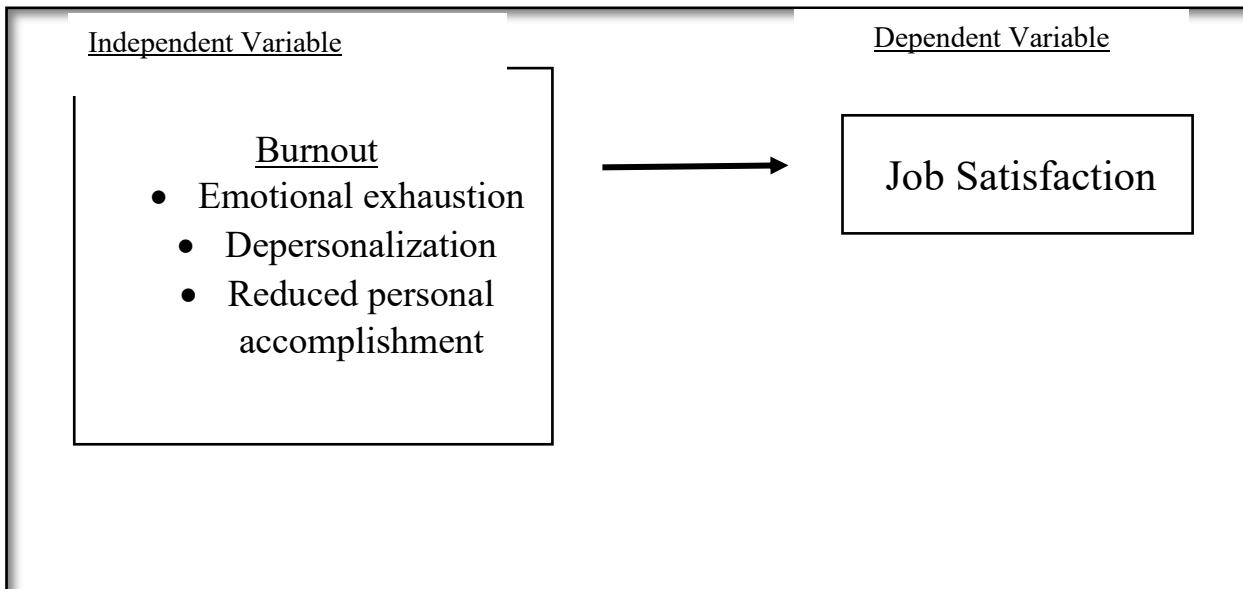 Independent Variable
Dependent Variable
Burnout
• Emotional exhaustion
• Depersonalization
• Reduced personal
accomplishment
Job Satisfaction